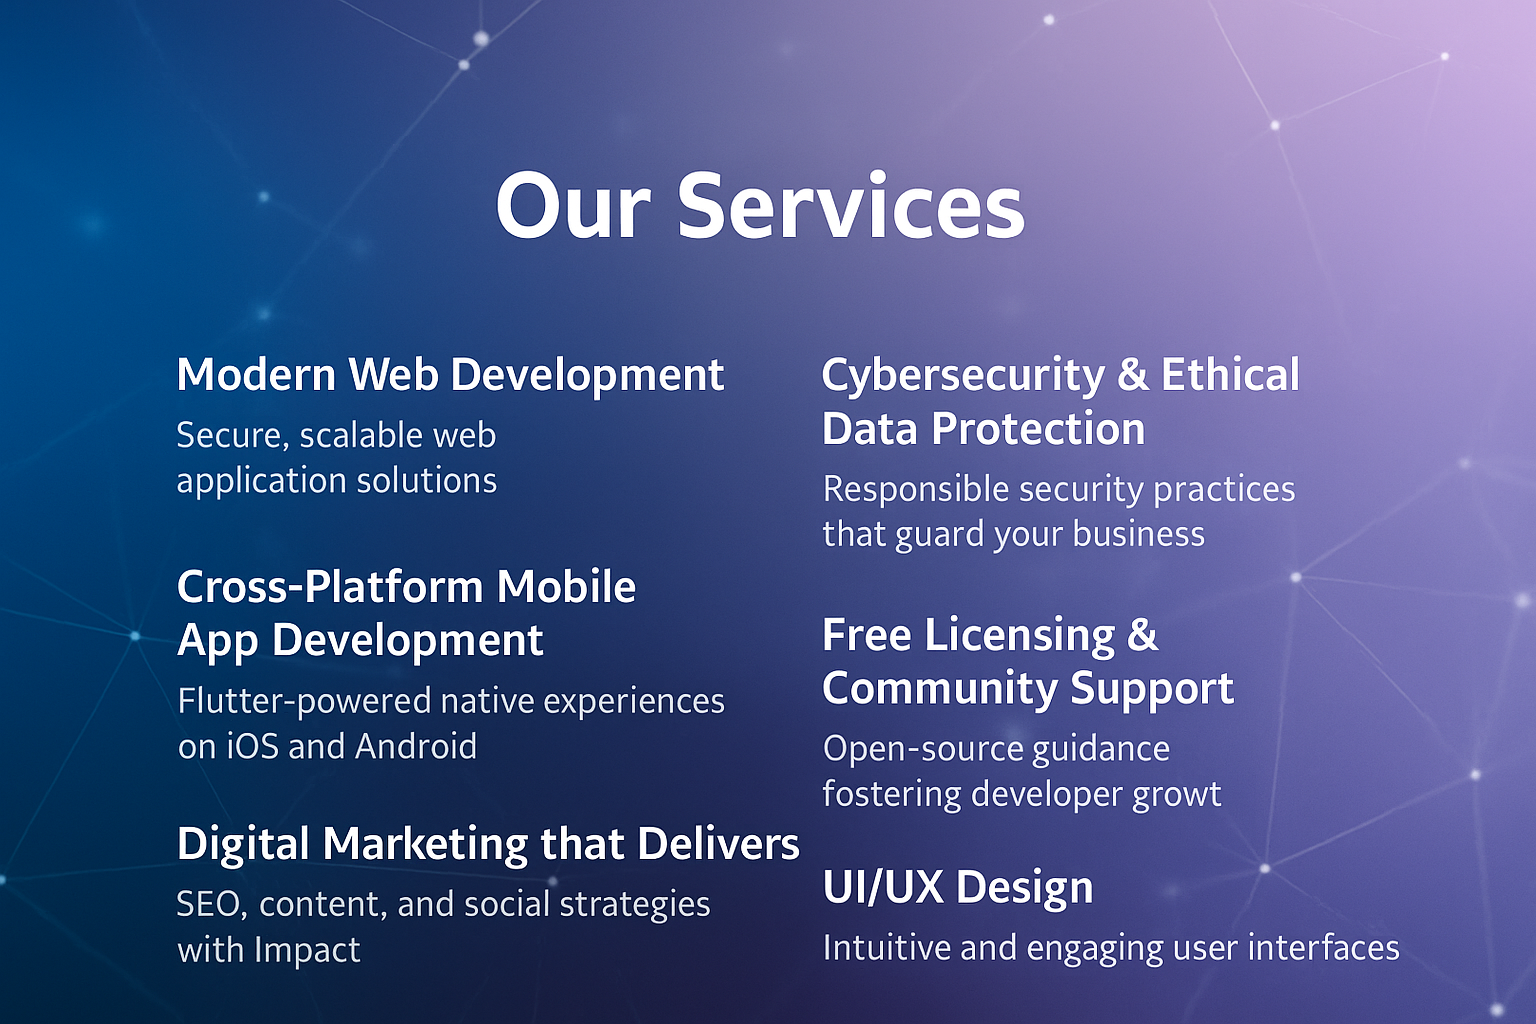 Our Services
Modern Web Development
Secure, scalable web
application solutions
Cross-Platform Mobile
App Development
Flutter-powered native experiences
on iOS and Android
Digital Marketing that Delivers
SEO, content, and social strategies
with Impact
Cybersecurity & Ethical
Data Protection
Responsible security practices
that guard your business
Free Licensing &
Community Support
Open-source guidance
fostering developer growt
UI/UX Design
Intuitive and engaging user interfaces